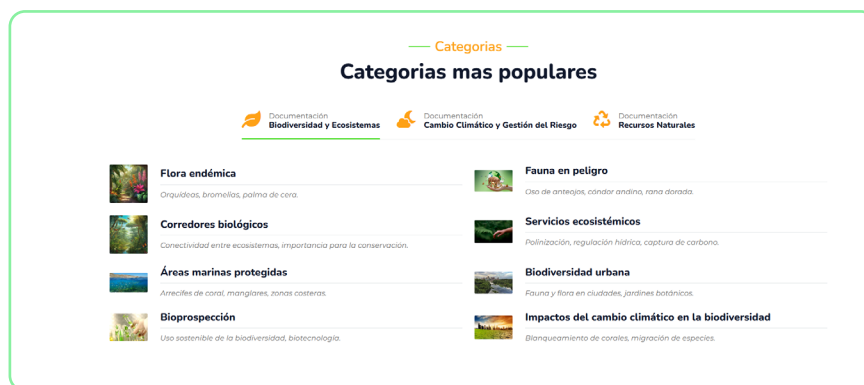 Categorias
Categorias mas populares
Documentación
Biodiversidad y Ecosistemas
Documentación
Cambio Climático y Gestión del Riesgo
Documentación
Recursos Naturales
Flora endémica
Orquídeas, bromelias, palma de cera.
Fauna en peligro
Oso de anteojos, cóndor andino, rana dorada.
Corredores biológicos
Conectividad entre ecosistemas, importancia para la conservación.
Servicios ecosistémicos
Polinización, regulación hídrica, captura de carbono.
Áreas marinas protegidas
Arrecifes de coral, manglares, zonas costeras.
Biodiversidad urbana
Fauna y flora en ciudades, jardines botánicos.
Bioprospección
Uso sostenible de la biodiversidad, biotecnología.
Impactos del cambio climático en la biodiversidad
Blanqueamiento de corales, migración de especies.